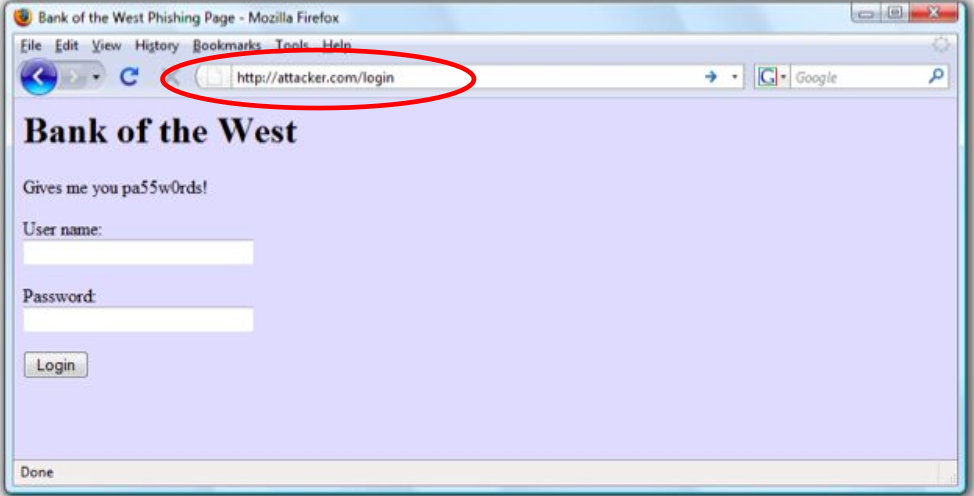 Bank of the West Phishing Page - Mozilla Firefox
File Edit View History Bookmarks Tools Help
http://attacker.com/login
G Google
Bank of the West
Gives me you pa55w0rds!
User name:
Password:
Login
Done